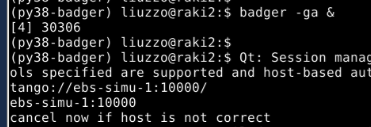 (py38-badger) liuzzo@raki2:$ badger -ga &
[4] 30306
(py38-badger) liuzzo@raki2:$
(py38-badger) liuzzo@raki2:$ Qt: Session manag
ols specified are supported and host-based aut
tango://ebs-simu-1:10000/
ebs-simu-1:10000
cancel now if host is not correct